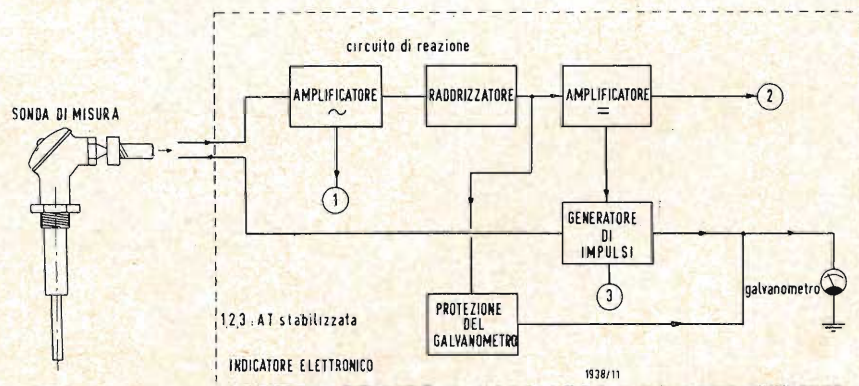 circuito di reazione
SONDA DI MISURA
AMPLIFICATORE
~
RADDRIZZATORE
AMPLIFICATORE
=
2
1
GENERATORE
DI
IMPULSI
3
galvanometro
PROTEZIONE
DEL
GALVANOMETRO
1,2,3 : AT stabilizzata
INDICATORE ELETTRONICO
1938/11